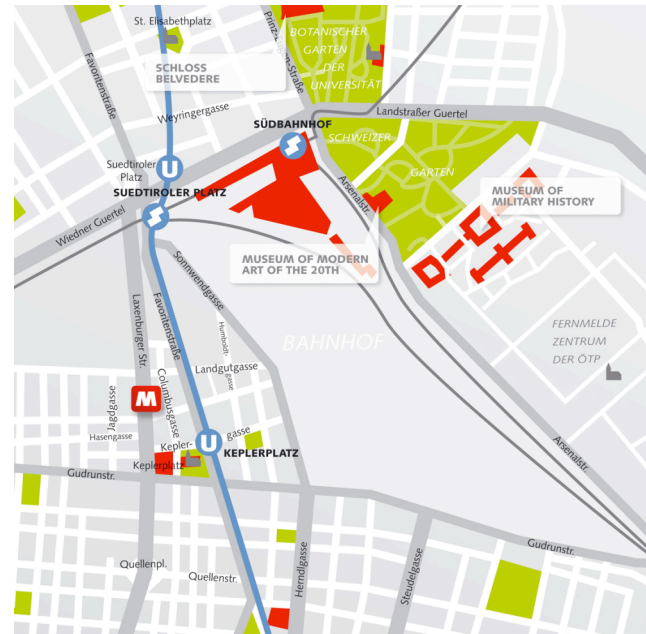 St. Elisabethplatz
Prinz-Eugen-Straße
BOTANISCHER
GARTEN
DER
UNIVERSITÄT
Favoritenstraße
SCHLOSS
BELVEDERE
Weyringergasse
Landstraßer Guertel
SÜDBAHNHOF
SCHWEIZER
GARTEN
Suedtiroler
Platz
U
SUEDTIROLER PLATZ
Arsenalstr.
MUSEUM OF
MILITARY HISTORY
Wiedner Guertel
MUSEUM OF MODERN
ART OF THE 20TH
Sonnwendgasse
Laxenburger Str.
Favoritenstraße
Humboldt-
gasse
BAHNHOF
FERNMELDE
ZENTRUM
DER ÖTP
Landgutgasse
Jagdgasse
M
Columbusgasse
Hasengasse
Kepler-
gasse
U
KEPLERPLATZ
Keplerplatz
Arsenalstr.
Gudrunstr.
Gudrunstr.
Quellenpl.
Quellenstr.
Herndlgasse
Steudelgasse